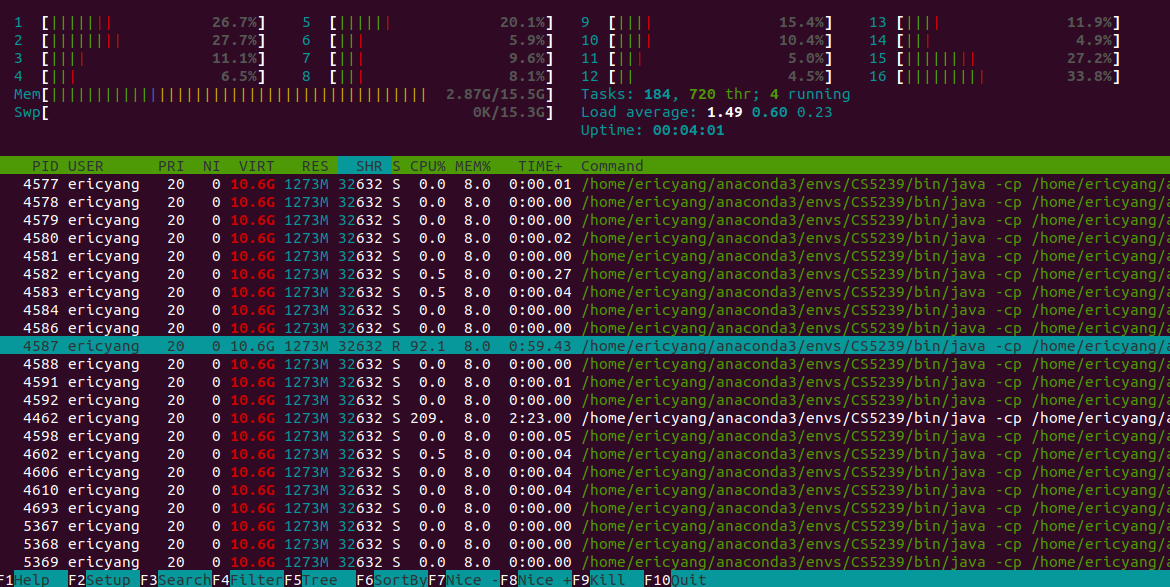 1 [||||||| 26.7%] 5 [|||||| 20.1%] 9 [|||| 15.4%] 13 [|||| 11.9%]
2 [|||||||| 27.7%] 6 [||| 5.9%] 10 [|||| 10.4%] 14 [||| 4.9%]
3 [|||| 11.1%] 7 [||| 9.6%] 11 [||| 5.0%] 15 [|||||||| 27.2%]
4 [||| 6.5%] 8 [||| 8.1%] 12 [|| 4.5%] 16 [||||||||| 33.8%]
Mem[|||||||||||||||||||||||||||||||||||||||||| 2.87G/15.5G] Tasks: 184, 720 thr; 4 running
Swp[ 0K/15.3G] Load average: 1.49 0.60 0.23
Uptime: 00:04:01
PID USER PRI NI VIRT RES SHR S CPU% MEM% TIME+ Command
4577 ericyang 20 0 10.6G 1273M 32632 S 0.0 8.0 0:00.01 /home/ericyang/anaconda3/envs/CS5239/bin/java -cp /home/ericyang/a
4578 ericyang 20 0 10.6G 1273M 32632 S 0.0 8.0 0:00.00 /home/ericyang/anaconda3/envs/CS5239/bin/java -cp /home/ericyang/a
4579 ericyang 20 0 10.6G 1273M 32632 S 0.0 8.0 0:00.00 /home/ericyang/anaconda3/envs/CS5239/bin/java -cp /home/ericyang/a
4580 ericyang 20 0 10.6G 1273M 32632 S 0.0 8.0 0:00.02 /home/ericyang/anaconda3/envs/CS5239/bin/java -cp /home/ericyang/a
4581 ericyang 20 0 10.6G 1273M 32632 S 0.0 8.0 0:00.00 /home/ericyang/anaconda3/envs/CS5239/bin/java -cp /home/ericyang/a
4582 ericyang 20 0 10.6G 1273M 32632 S 0.5 8.0 0:00.27 /home/ericyang/anaconda3/envs/CS5239/bin/java -cp /home/ericyang/a
4583 ericyang 20 0 10.6G 1273M 32632 S 0.5 8.0 0:00.04 /home/ericyang/anaconda3/envs/CS5239/bin/java -cp /home/ericyang/a
4584 ericyang 20 0 10.6G 1273M 32632 S 0.0 8.0 0:00.00 /home/ericyang/anaconda3/envs/CS5239/bin/java -cp /home/ericyang/a
4586 ericyang 20 0 10.6G 1273M 32632 S 0.0 8.0 0:00.00 /home/ericyang/anaconda3/envs/CS5239/bin/java -cp /home/ericyang/a
4587 ericyang 20 0 10.6G 1273M 32632 R 92.1 8.0 0:59.43 /home/ericyang/anaconda3/envs/CS5239/bin/java -cp /home/ericyang/a
4588 ericyang 20 0 10.6G 1273M 32632 S 0.0 8.0 0:00.00 /home/ericyang/anaconda3/envs/CS5239/bin/java -cp /home/ericyang/a
4591 ericyang 20 0 10.6G 1273M 32632 S 0.0 8.0 0:00.01 /home/ericyang/anaconda3/envs/CS5239/bin/java -cp /home/ericyang/a
4592 ericyang 20 0 10.6G 1273M 32632 S 0.0 8.0 0:00.00 /home/ericyang/anaconda3/envs/CS5239/bin/java -cp /home/ericyang/a
4462 ericyang 20 0 10.6G 1273M 32632 S 209. 8.0 2:23.00 /home/ericyang/anaconda3/envs/CS5239/bin/java -cp /home/ericyang/a
4598 ericyang 20 0 10.6G 1273M 32632 S 0.0 8.0 0:00.05 /home/ericyang/anaconda3/envs/CS5239/bin/java -cp /home/ericyang/a
4602 ericyang 20 0 10.6G 1273M 32632 S 0.5 8.0 0:00.04 /home/ericyang/anaconda3/envs/CS5239/bin/java -cp /home/ericyang/a
4606 ericyang 20 0 10.6G 1273M 32632 S 0.0 8.0 0:00.04 /home/ericyang/anaconda3/envs/CS5239/bin/java -cp /home/ericyang/a
4610 ericyang 20 0 10.6G 1273M 32632 S 0.0 8.0 0:00.04 /home/ericyang/anaconda3/envs/CS5239/bin/java -cp /home/ericyang/a
4693 ericyang 20 0 10.6G 1273M 32632 S 0.0 8.0 0:00.00 /home/ericyang/anaconda3/envs/CS5239/bin/java -cp /home/ericyang/a
5367 ericyang 20 0 10.6G 1273M 32632 S 0.0 8.0 0:00.00 /home/ericyang/anaconda3/envs/CS5239/bin/java -cp /home/ericyang/a
5368 ericyang 20 0 10.6G 1273M 32632 S 0.0 8.0 0:00.00 /home/ericyang/anaconda3/envs/CS5239/bin/java -cp /home/ericyang/a
5369 ericyang 20 0 10.6G 1273M 32632 S 0.0 8.0 0:00.00 /home/ericyang/anaconda3/envs/CS5239/bin/java -cp /home/ericyang/a
F1Help F2Setup F3SearchF4FilterF5Tree F6SortByF7Nice -F8Nice +F9Kill F10Quit